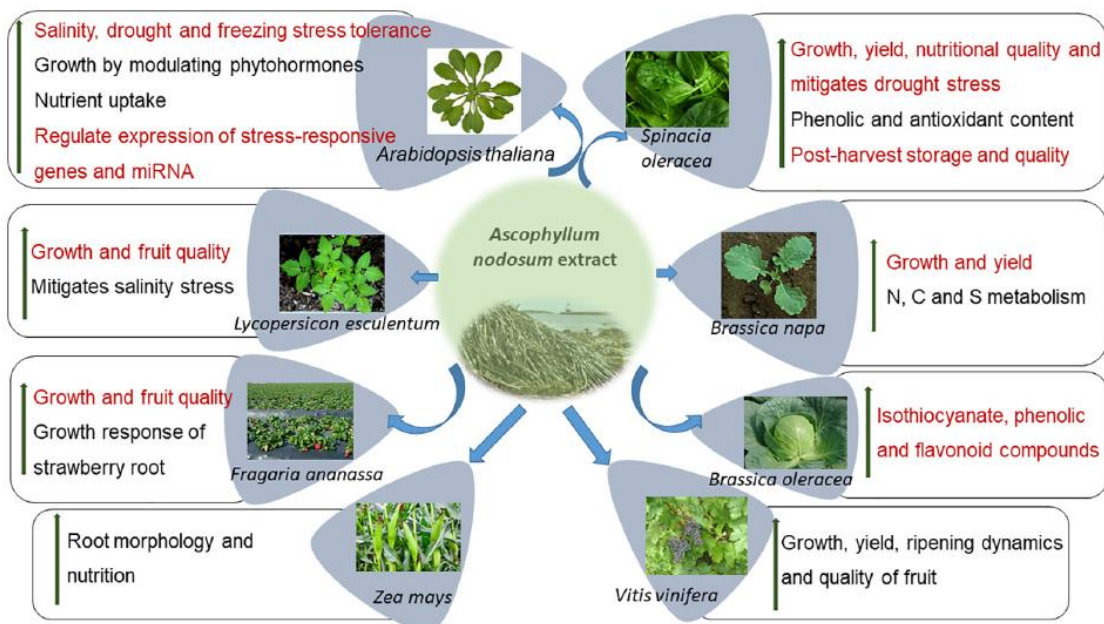 Salinity, drought and freezing stress tolerance
Growth by modulating phytohormones
Nutrient uptake
Regulate expression of stress-responsive
genes and miRNA
Arabidopsis thaliana
Spinacia
oleracea
Growth, yield, nutritional quality and
mitigates drought stress
Phenolic and antioxidant content
Post-harvest storage and quality
Ascophyllum
nodosum extract
Growth and fruit quality
Mitigates salinity stress
Lycopersicon esculentum
Brassica napa
Growth and yield
N, C and S metabolism
Growth and fruit quality
Growth response of
strawberry root
Fragaria ananassa
Brassica oleracea
Isothiocyanate, phenolic
and flavonoid compounds
Root morphology and
nutrition
Zea mays
Vitis vinifera
Growth, yield, ripening dynamics
and quality of fruit